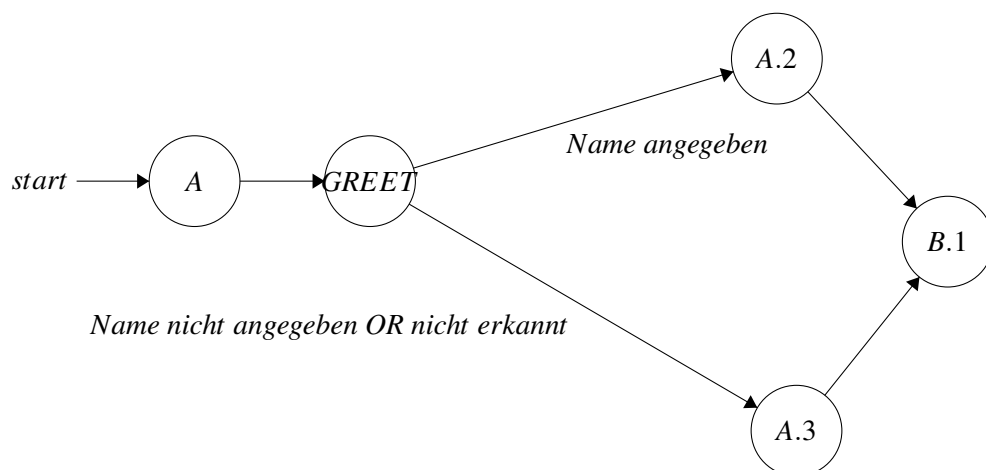 A.2
Name angegeben
start
A
GREET
B.1
Name nicht angegeben OR nicht erkannt
A.3